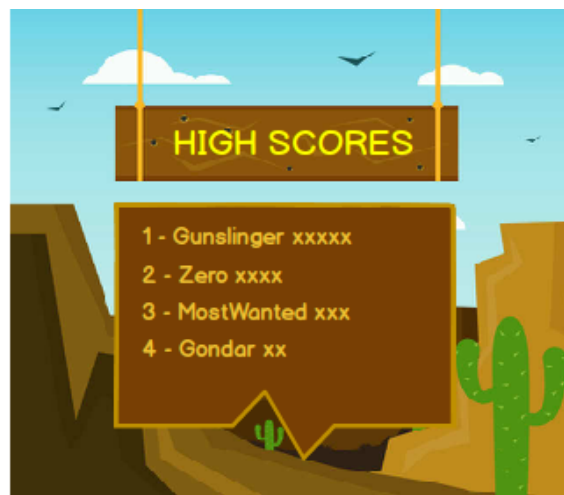 HIGH SCORES
1 - Gunslinger xxxxx
2 - Zero xxxx
3 - MostWanted xxx
4 - Gondar xx